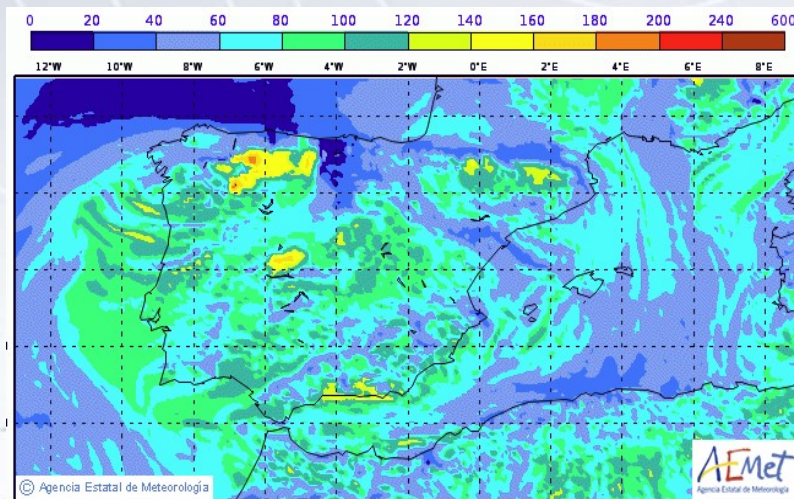 0 20 40 60 80 100 120 140 160 180 200 240 600
12°W 10°W 8°W 6°W 4°W 2°W 0°E 2°E 4°E 6°E 8°E
© Agencia Estatal de Meteorología
AEMet
Agencia Estatal de Meteorología